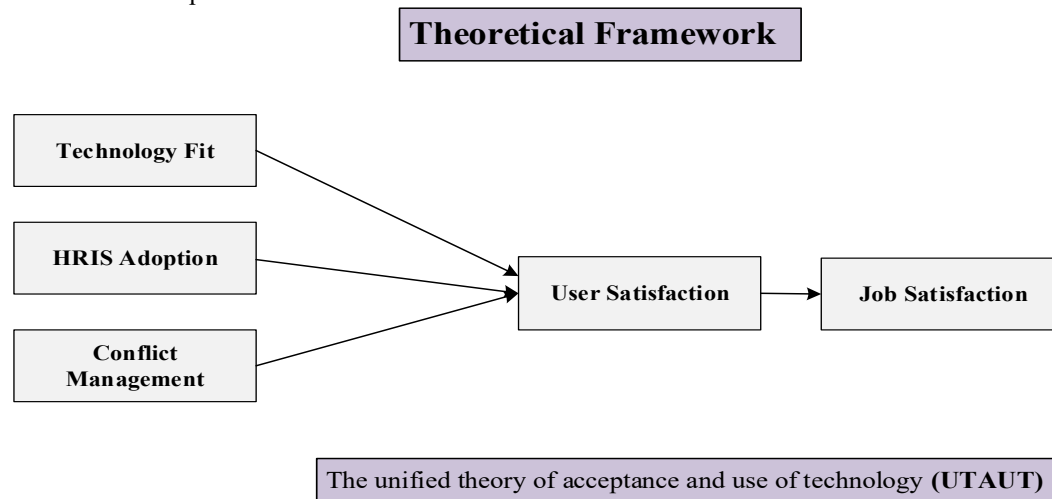 Theoretical Framework
Technology Fit
HRIS Adoption
User Satisfaction
Job Satisfaction
Conflict
Management
The unified theory of acceptance and use of technology (UTAUT)